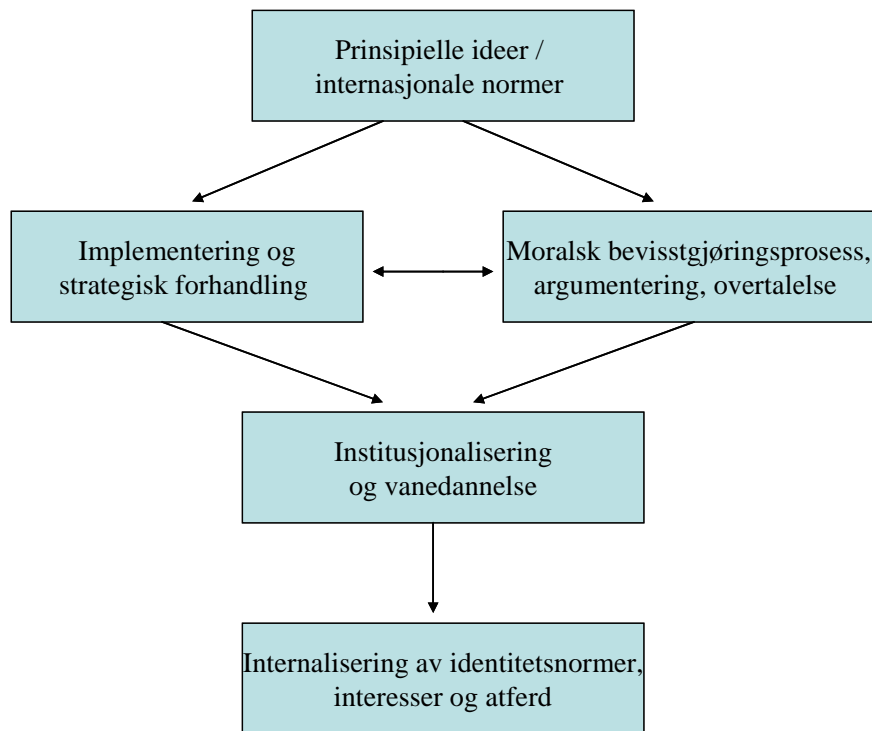 Prinsipielle ideer /
internasjonale normer
Implementering og
strategisk forhandling
Moralsk bevisstgjøringsprosess,
argumentering, overtalelse
Institusjonalisering
og vanedannelse
Internalisering av identitetsnormer,
interesser og atferd